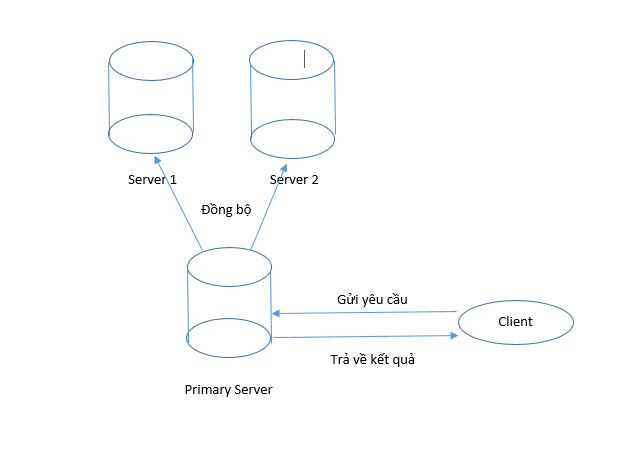 Server 1
Server 2
Đồng bộ
Gửi yêu cầu
Client
Trả về kết quả
Primary Server